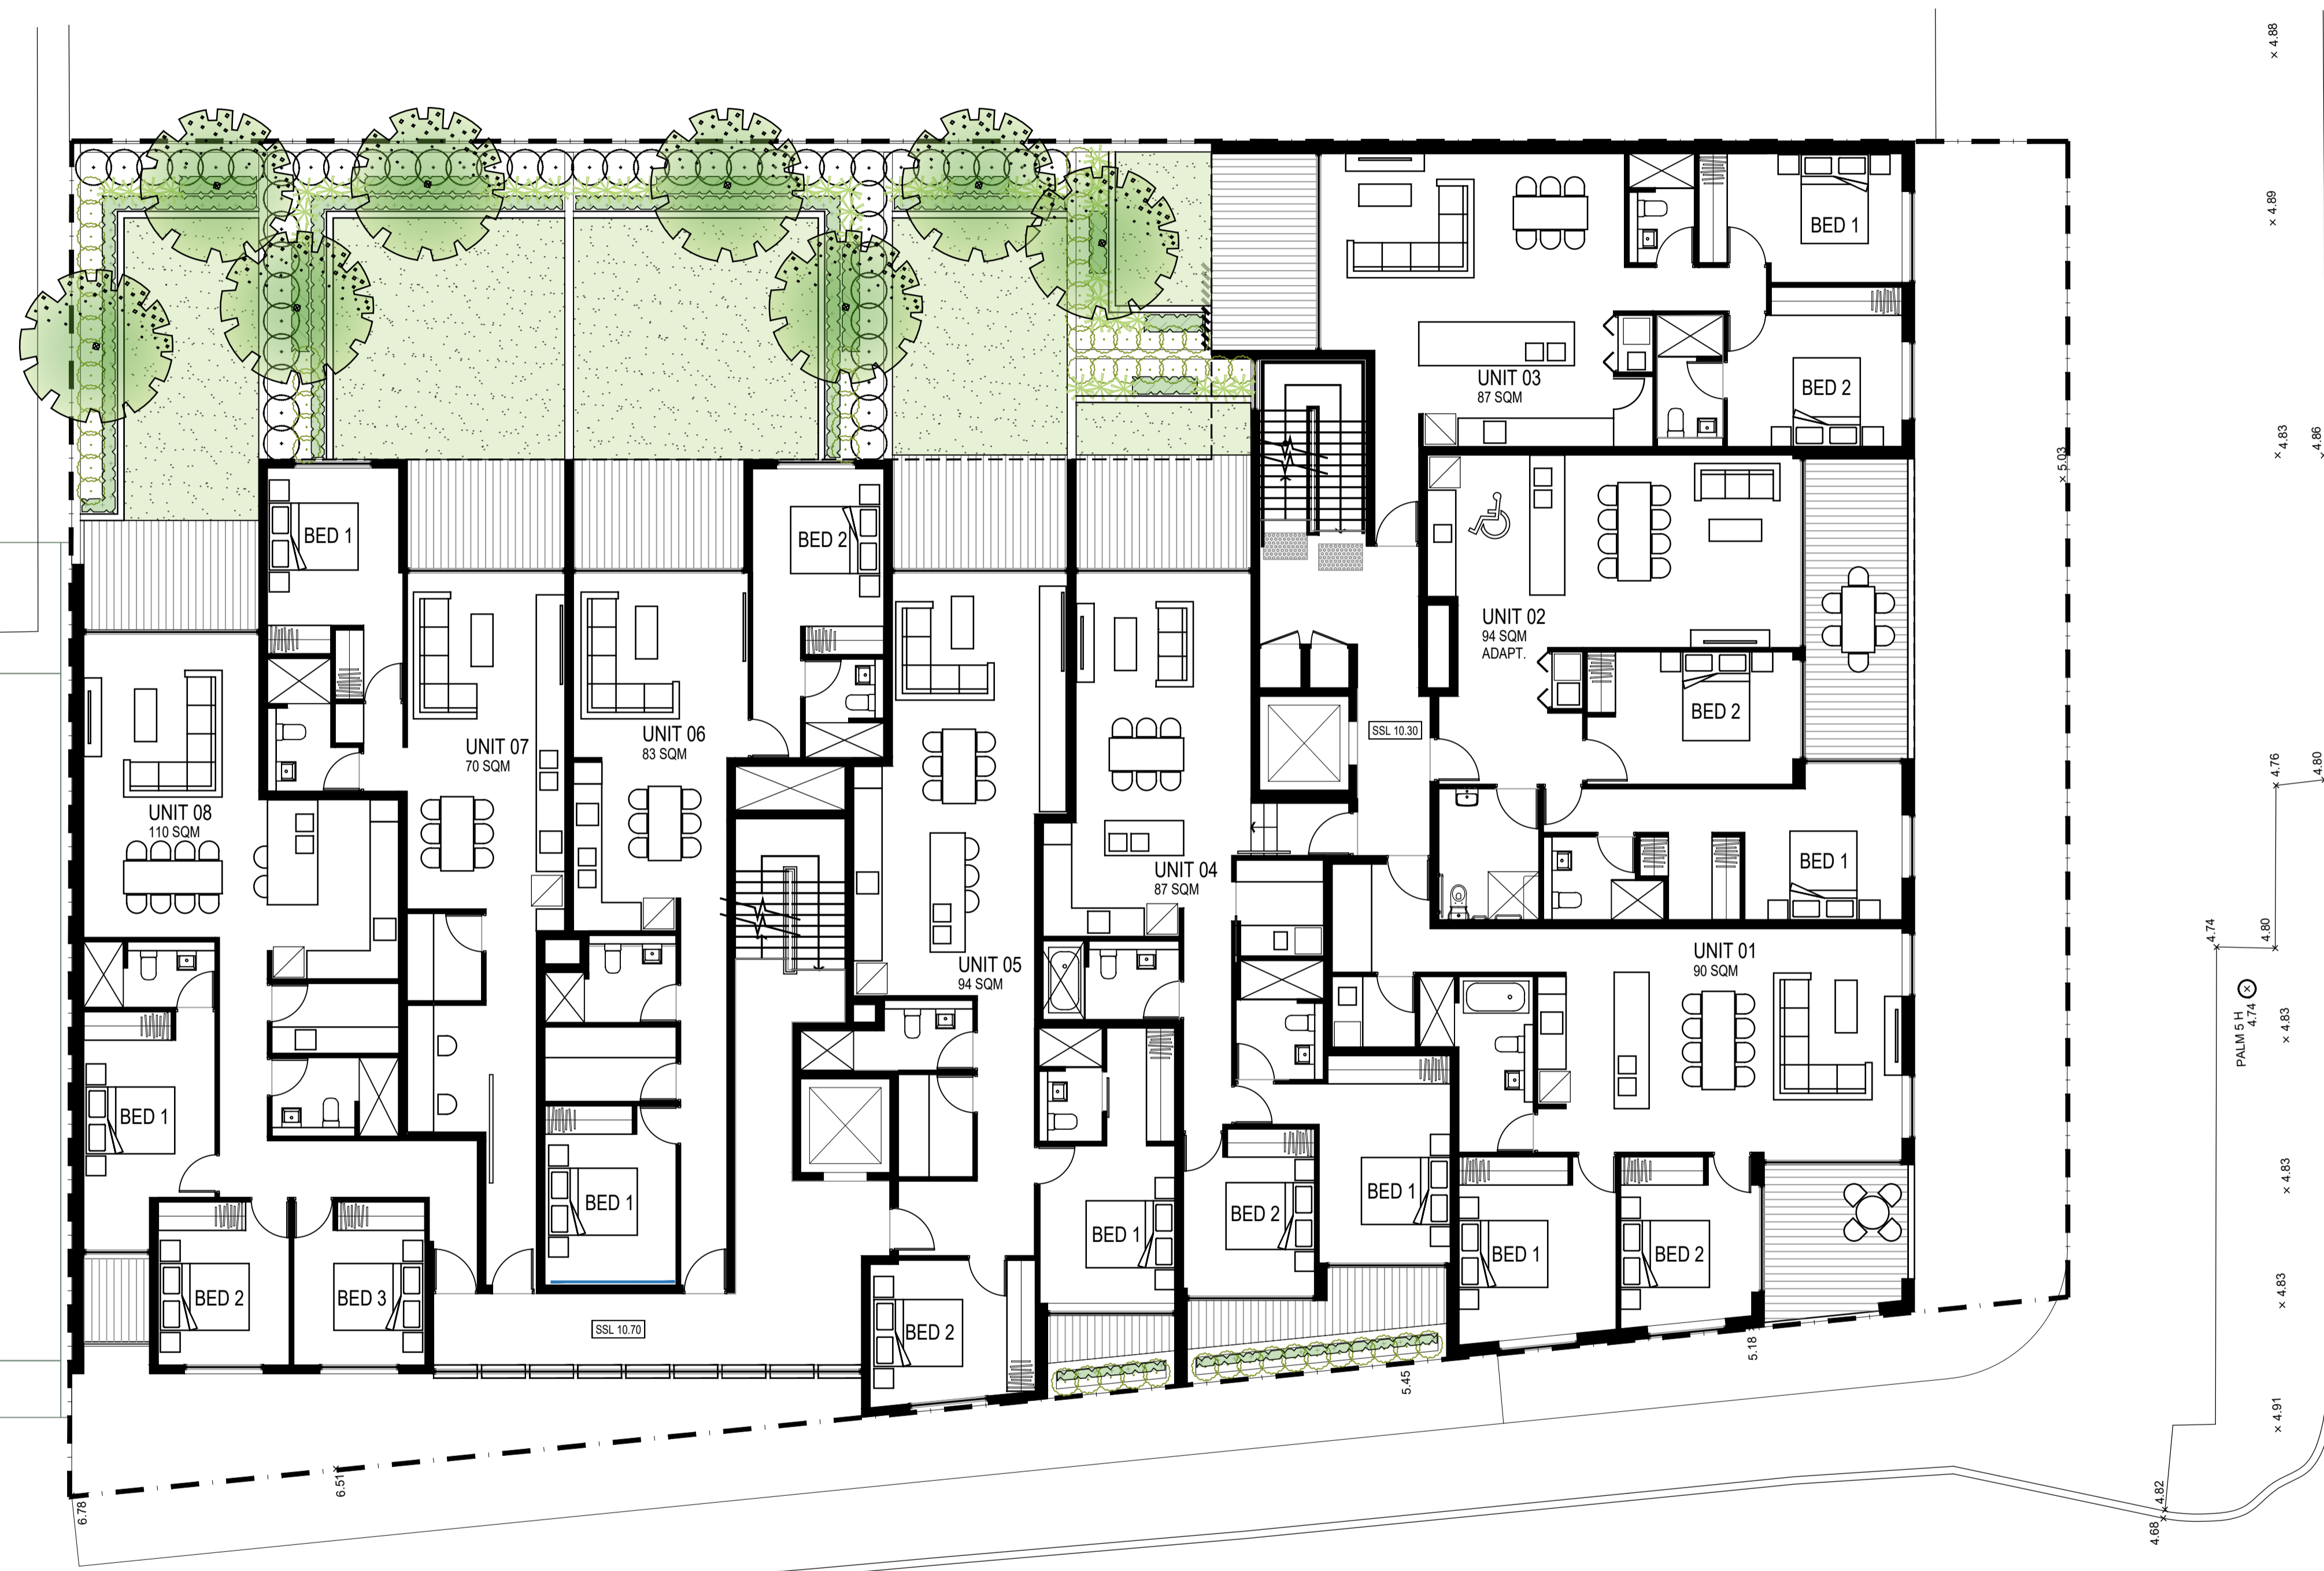 × 4.88
× 4.89
BED 1
UNIT 03
87 SQM
BED 2
× 4.83
× 4.86
× 5.03
BED 1
BED 2
UNIT 02
94 SQM
ADAPT.
BED 2
SSL 10.30
UNIT 07
70 SQM
UNIT 06
83 SQM
× 4.76
4.80
UNIT 08
110 SQM
UNIT 04
87 SQM
BED 1
4.74
4.80
UNIT 05
94 SQM
UNIT 01
90 SQM
PALM 5 H
4.74
× 4.83
BED 1
BED 1
BED 1
BED 2
BED 1
× 4.83
BED 1
BED 2
BED 2
BED 3
× 4.83
SSL 10.70
BED 2
5.18
5.45
× 4.91
6.51
6.78
4.82
4.68